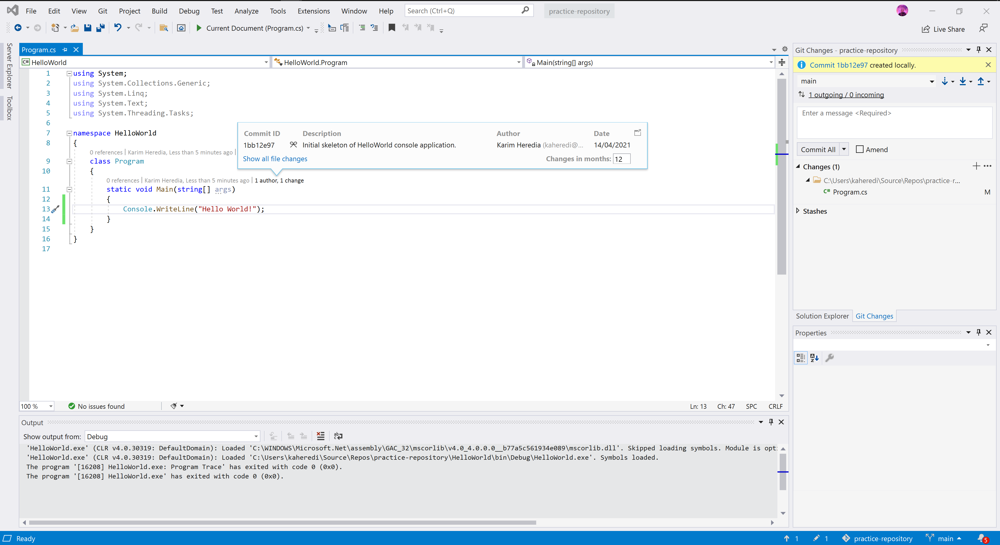 File Edit View Git Project Build Debug Test Analyze Tools Extensions Window Help Search (Ctrl+Q) practice-repository
Current Document (Program.cs) Live Share
Server Explorer
Toolbox
Program.cs
HelloWorld HelloWorld.Program Main(string[] args)
1 using System;
2 using System.Collections.Generic;
3 using System.Linq;
4 using System.Text;
5 using System.Threading.Tasks;
6
7 namespace HelloWorld
8 {
0 references | Karim Heredia, Less than 5 minutes ago |
9 class Program
10 {
Commit ID Description Author Date
1bb12e97 Initial skeleton of HelloWorld console application. Karim Heredia (kaheredi@... 14/04/2021
Show all file changes Changes in months: 12
0 references | Karim Heredia, Less than 5 minutes ago | 1 author, 1 change
11 static void Main(string[] args)
12 {
13 Console.WriteLine("Hello World!");
14 }
15 }
16 }
17
100 % No issues found Ln: 13 Ch: 47 SPC CRLF
Output
Show output from: Debug
'HelloWorld.exe' (CLR v4.0.30319: DefaultDomain): Loaded 'C:\WINDOWS\Microsoft.Net\assembly\GAC_32\mscorlib\v4.0_4.0.0.0__b77a5c561934e089\mscorlib.dll'. Skipped loading symbols. Module is opti
'HelloWorld.exe' (CLR v4.0.30319: DefaultDomain): Loaded 'C:\Users\kaheredi\Source\Repos\practice-repository\HelloWorld\bin\Debug\HelloWorld.exe'. Symbols loaded.
The program '[16208] HelloWorld.exe: Program Trace' has exited with code 0 (0x0).
The program '[16208] HelloWorld.exe' has exited with code 0 (0x0).
Git Changes - practice-repository
Commit 1bb12e97 created locally.
main
1 outgoing / 0 incoming
Enter a message <Required>
Commit All Amend
Changes (1)
C:\Users\kaheredi\Source\Repos\practice-r...
C# Program.cs M
Stashes
Solution Explorer Git Changes
Properties
Ready 1 1 practice-repository main 5